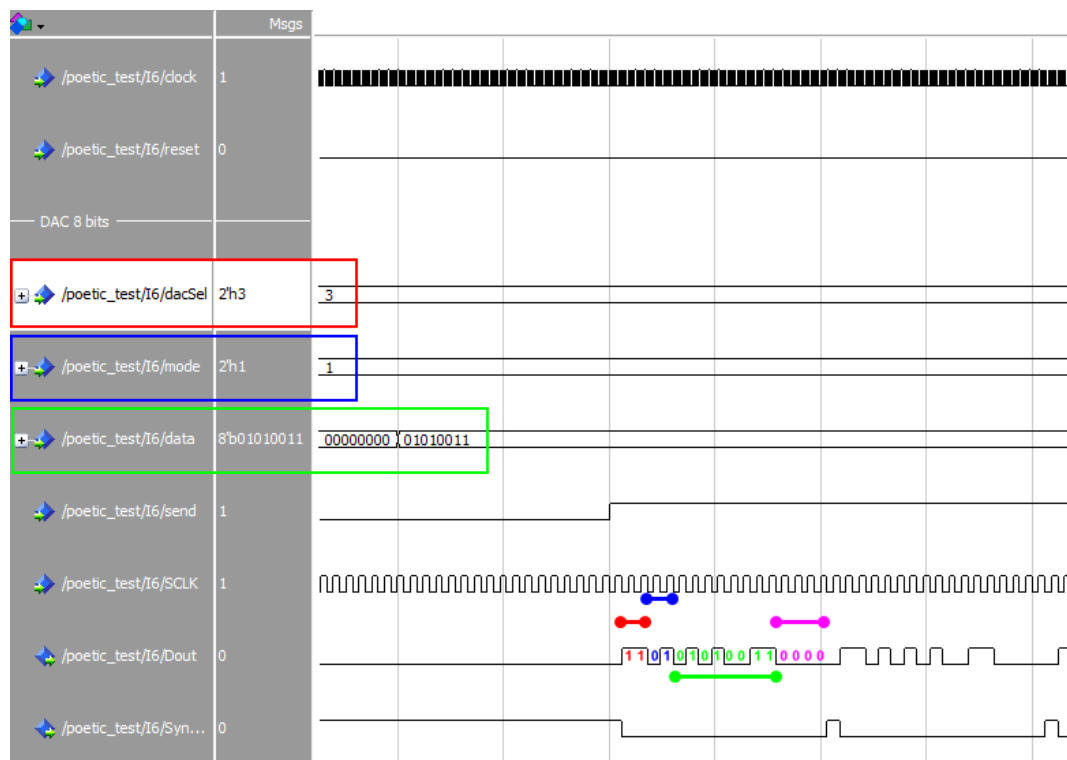 Msgs
/poetic_test/I6/clock 1
/poetic_test/I6/reset 0
DAC 8 bits
/poetic_test/I6/dacSel 2'h3 3
/poetic_test/I6/mode 2'h1 1
/poetic_test/I6/data 8'b01010011 00000000 01010011
/poetic_test/I6/send 1
/poetic_test/I6/SCLK 1
/poetic_test/I6/Dout 0 1 1 0 1 0 1 0 1 0 0 1 1 0 0 0 0
/poetic_test/I6/Syn... 0